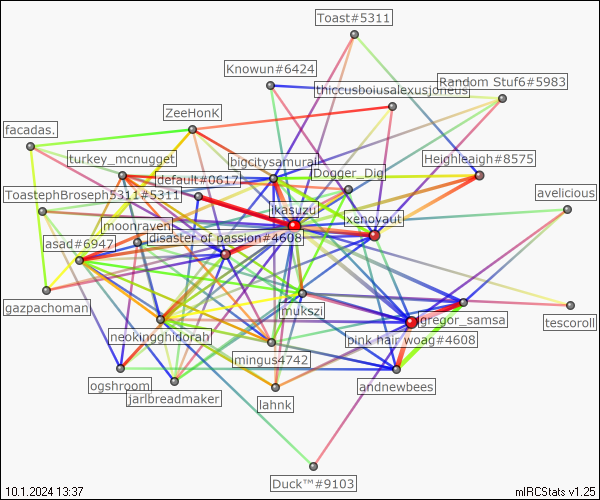 Toast#5311
Knowun#6424
Random Stuf6#5983
thiccusboiusalexusjoneus
ZeeHonK
facadas.
turkey_mcnugget
bigcitysamurai
Heighleaigh#8575
Dogger_Dig
default#0617
ToastephBroseph5311#5311
avelicious
ikasuzu
xenovaut
moonraven
disaster of passion#4608
asad#6947
gazpachoman
mukszi
tescoroll
gregor_samsa
neokingghidorah
pink hair woag#4608
mingus4742
ogshroom
andnewbees
jarlbreadmaker
lahnk
Duck™#9103
10.1.2024 13:37
mIRCStats v1.25